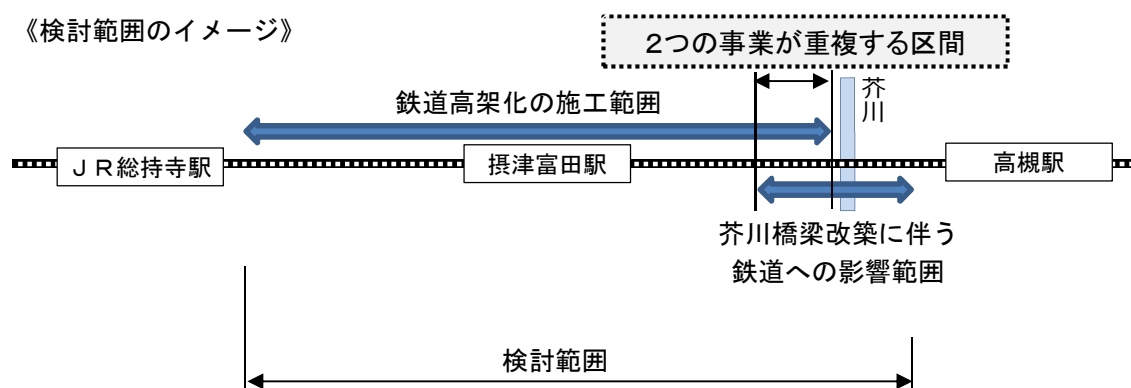 《検討範囲のイメージ》
2つの事業が重複する区間
鉄道高架化の施工範囲
芥川
JR総持寺駅
摂津富田駅
高槻駅
芥川橋梁改築に伴う
鉄道への影響範囲
検討範囲